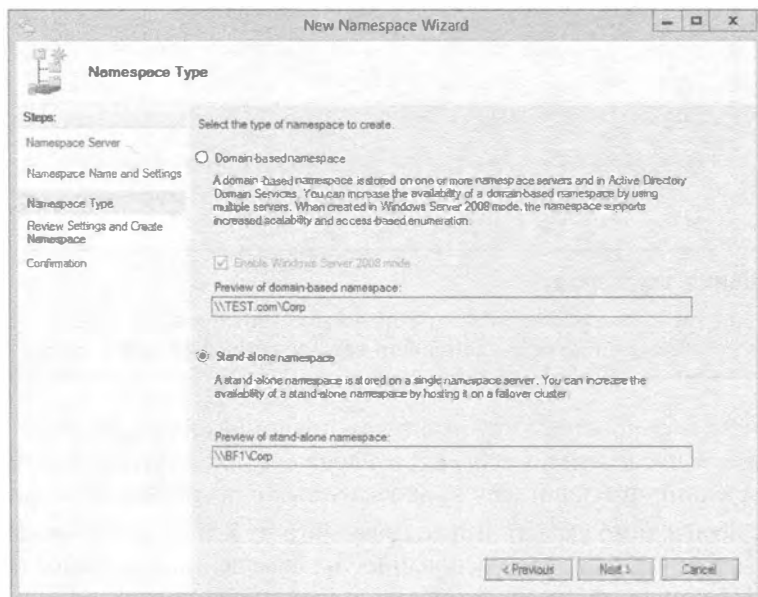 New Namespace Wizard
Namespace Type
Steps:
Namespace Server
Namespace Name and Settings
Namespace Type
Review Settings and Create
Namespace
Confirmation
Select the type of namespace to create.
Domain-based namespace
A domain-based namespace is stored on one or more namespace servers and in Active Directory
Domain Services. You can increase the availability of a domain-based namespace by using
multiple servers. When created in Windows Server 2008 mode, the namespace supports
increased scalability and access-based enumeration.
Enable Windows Server 2008 mode
Preview of domain-based namespace:
\\TEST.com\Corp
Stand-alone namespace
A stand-alone namespace is stored on a single namespace server. You can increase the
availability of a stand-alone namespace by hosting it on a failover cluster.
Preview of stand-alone namespace:
\\BF1\Corp
< Previous
Next >
Cancel